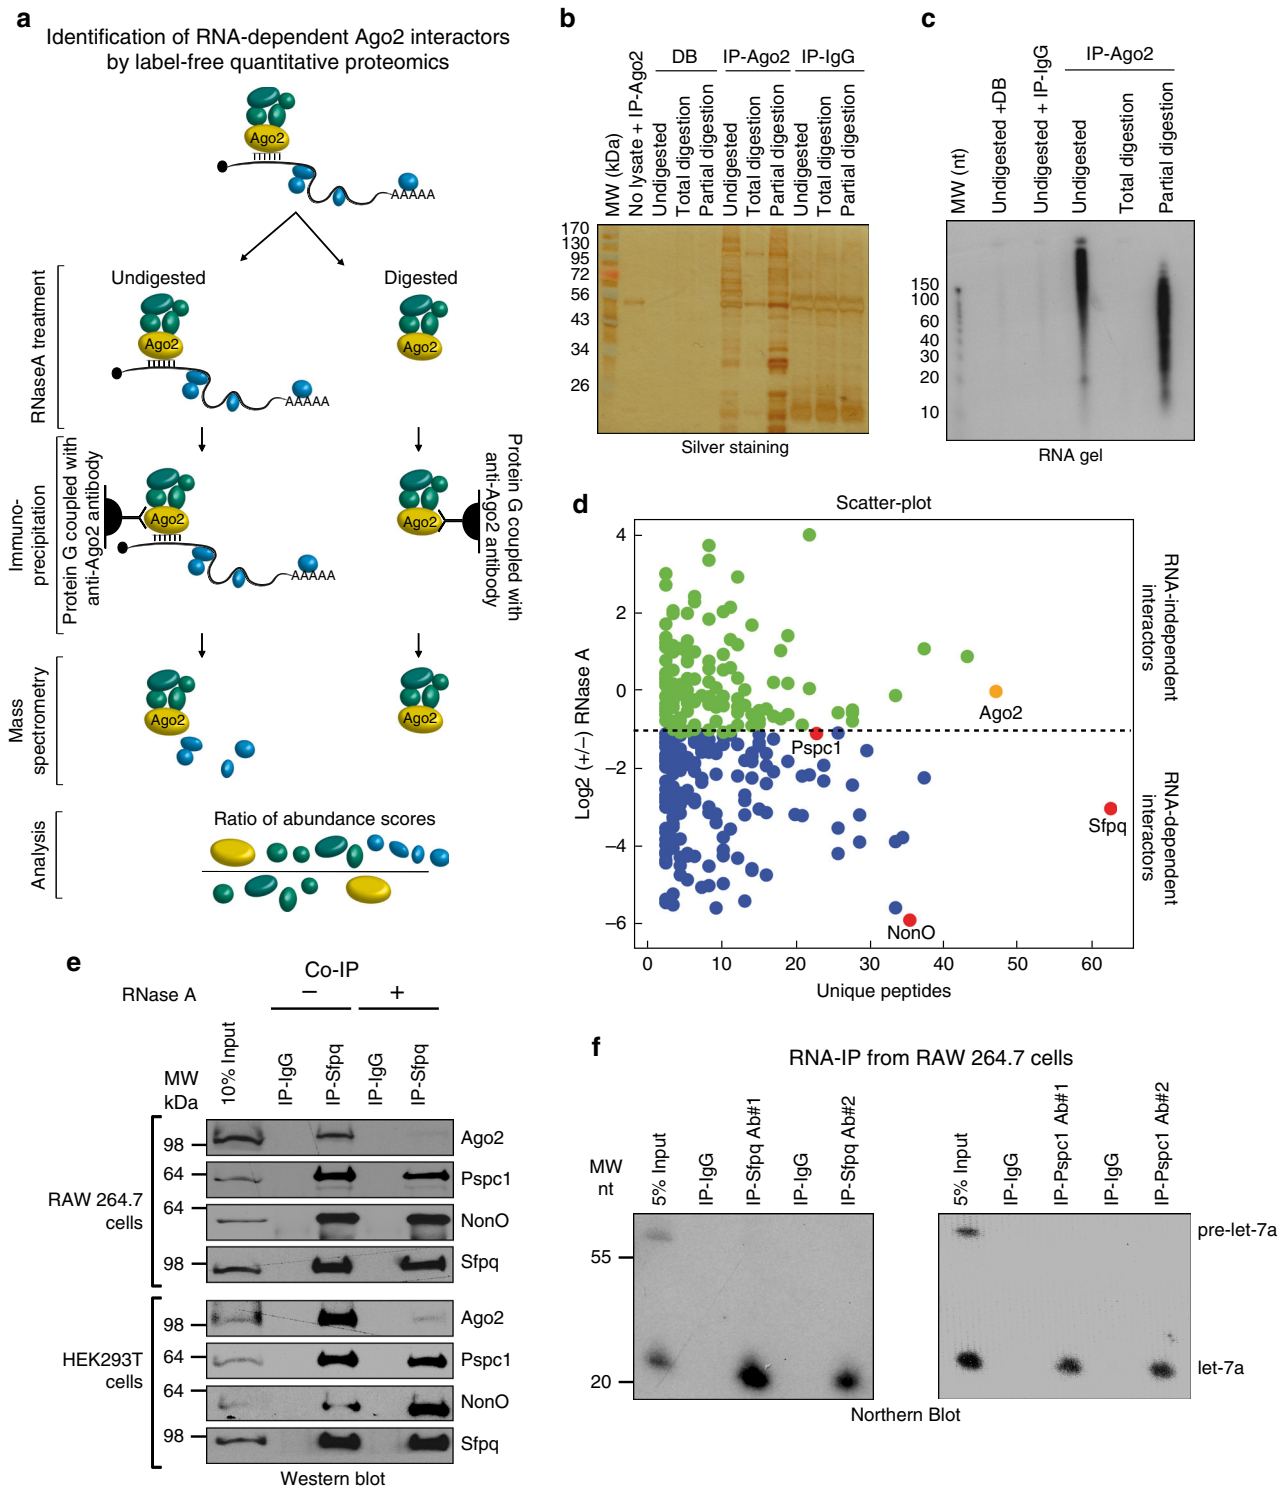 a
Identification of RNA-dependent Ago2 interactors
by label-free quantitative proteomics
Ago2
AAAAA
RNaseA treatment
Undigested
Digested
Ago2
Ago2
AAAAA
Immuno-
precipitation
Protein G coupled with
anti-Ago2 antibody
Ago2
AAAAA
Ago2
Protein G coupled with
anti-Ago2 antibody
Mass
spectrometry
Ago2
Ago2
Analysis
Ratio of abundance scores
b
DB
IP-Ago2
IP-IgG
MW (kDa)
No lysate + IP-Ago2
Undigested
Total digestion
Partial digestion
Undigested
Total digestion
Partial digestion
Undigested
Total digestion
Partial digestion
170
130
95
72
56
43
34
26
Silver staining
c
IP-Ago2
MW (nt)
Undigested +DB
Undigested + IP-IgG
Undigested
Total digestion
Partial digestion
150
100
60
40
30
20
10
RNA gel
d
Scatter-plot
Log2 (+/–) RNase A
4
2
0
–2
–4
–6
Ago2
Pspc1
Sfpq
NonO
RNA-independent
interactors
RNA-dependent
interactors
0
10
20
30
40
50
60
Unique peptides
e
Co-IP
RNase A
–
+
MW
kDa
10% Input
IP-IgG
IP-Sfpq
IP-IgG
IP-Sfpq
RAW 264.7
cells
98
Ago2
64
Pspc1
64
NonO
98
Sfpq
HEK293T
cells
98
Ago2
64
Pspc1
64
NonO
98
Sfpq
Western blot
f
RNA-IP from RAW 264.7 cells
MW
nt
5% Input
IP-IgG
IP-Sfpq Ab#1
IP-IgG
IP-Sfpq Ab#2
5% Input
IP-IgG
IP-Pspc1 Ab#1
IP-IgG
IP-Pspc1 Ab#2
55
20
pre-let-7a
let-7a
Northern Blot